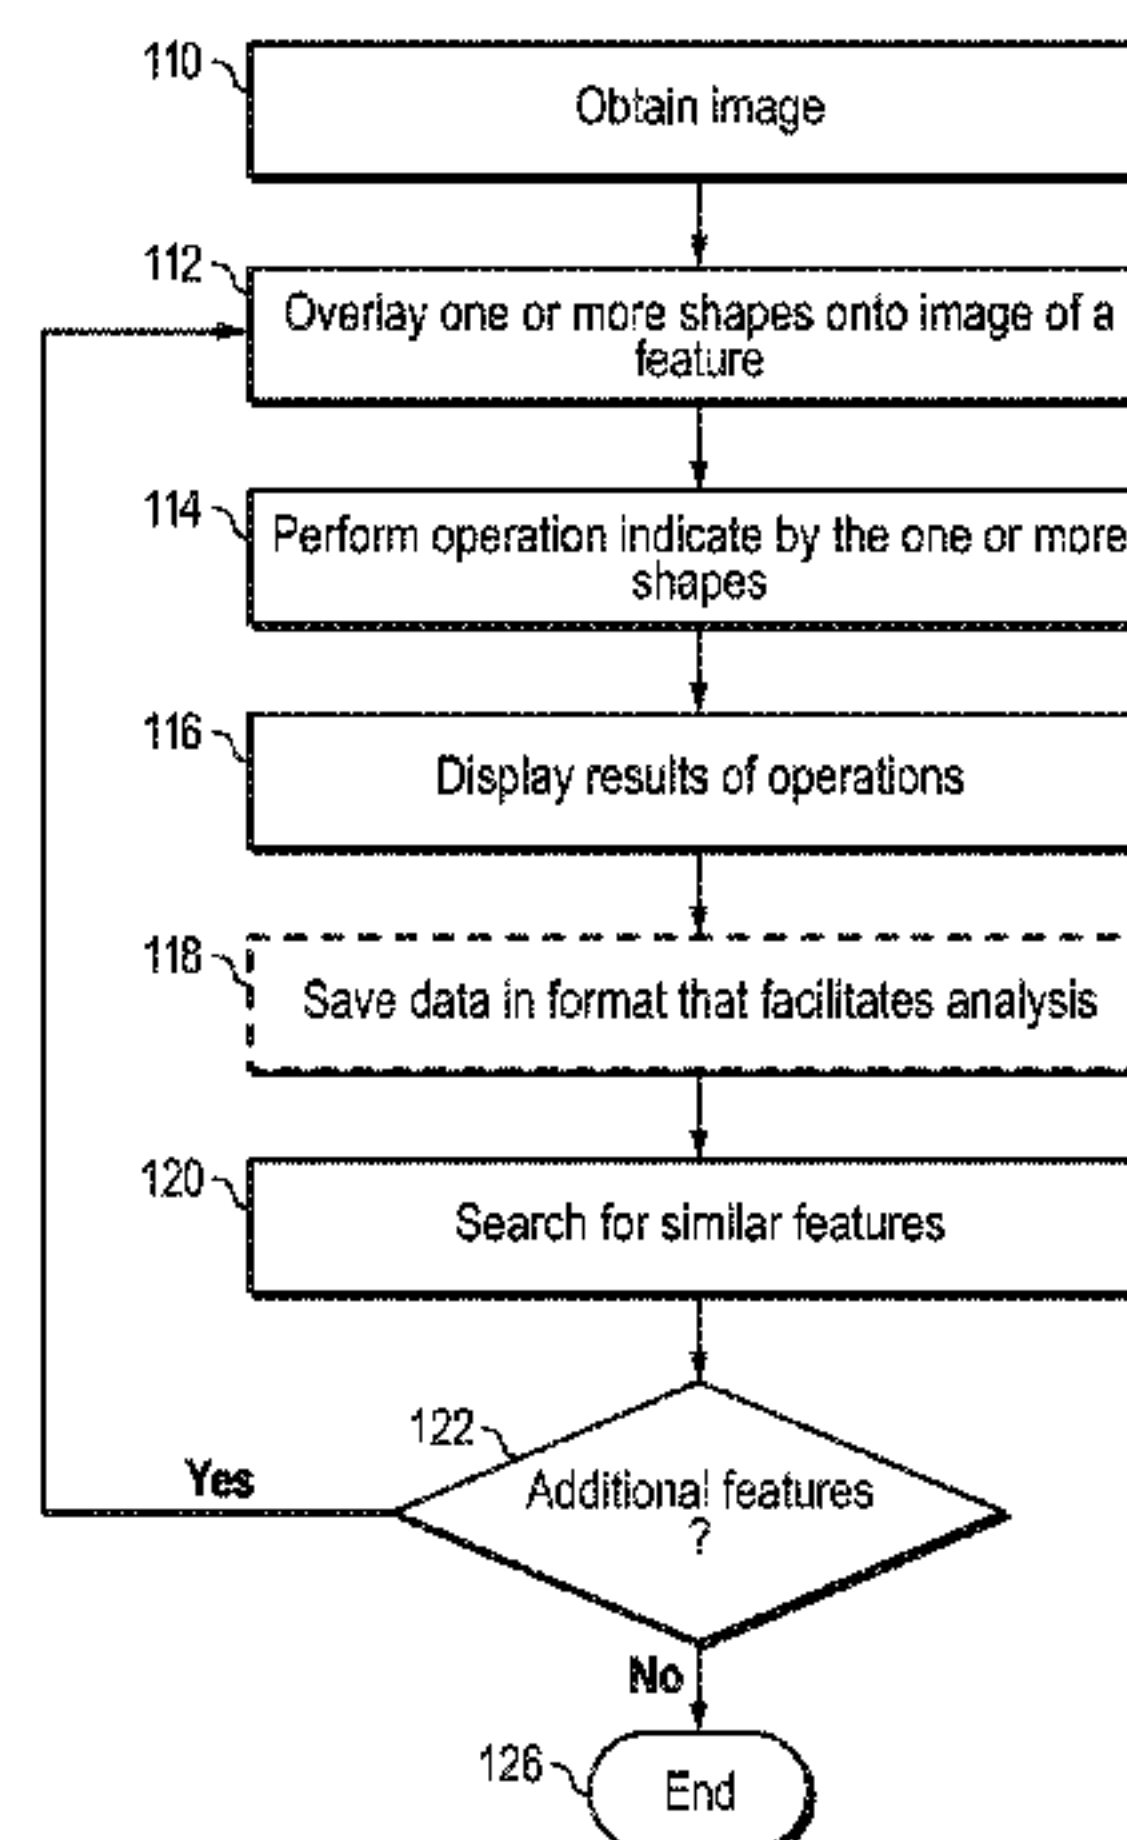 110
Obtain image
112
Overlay one or more shapes onto image of a
feature
114
Perform operation indicate by the one or more
shapes
116
Display results of operations
118
Save data in format that facilitates analysis
120
Search for similar features
122
Yes
Additional features
?
No
126
End